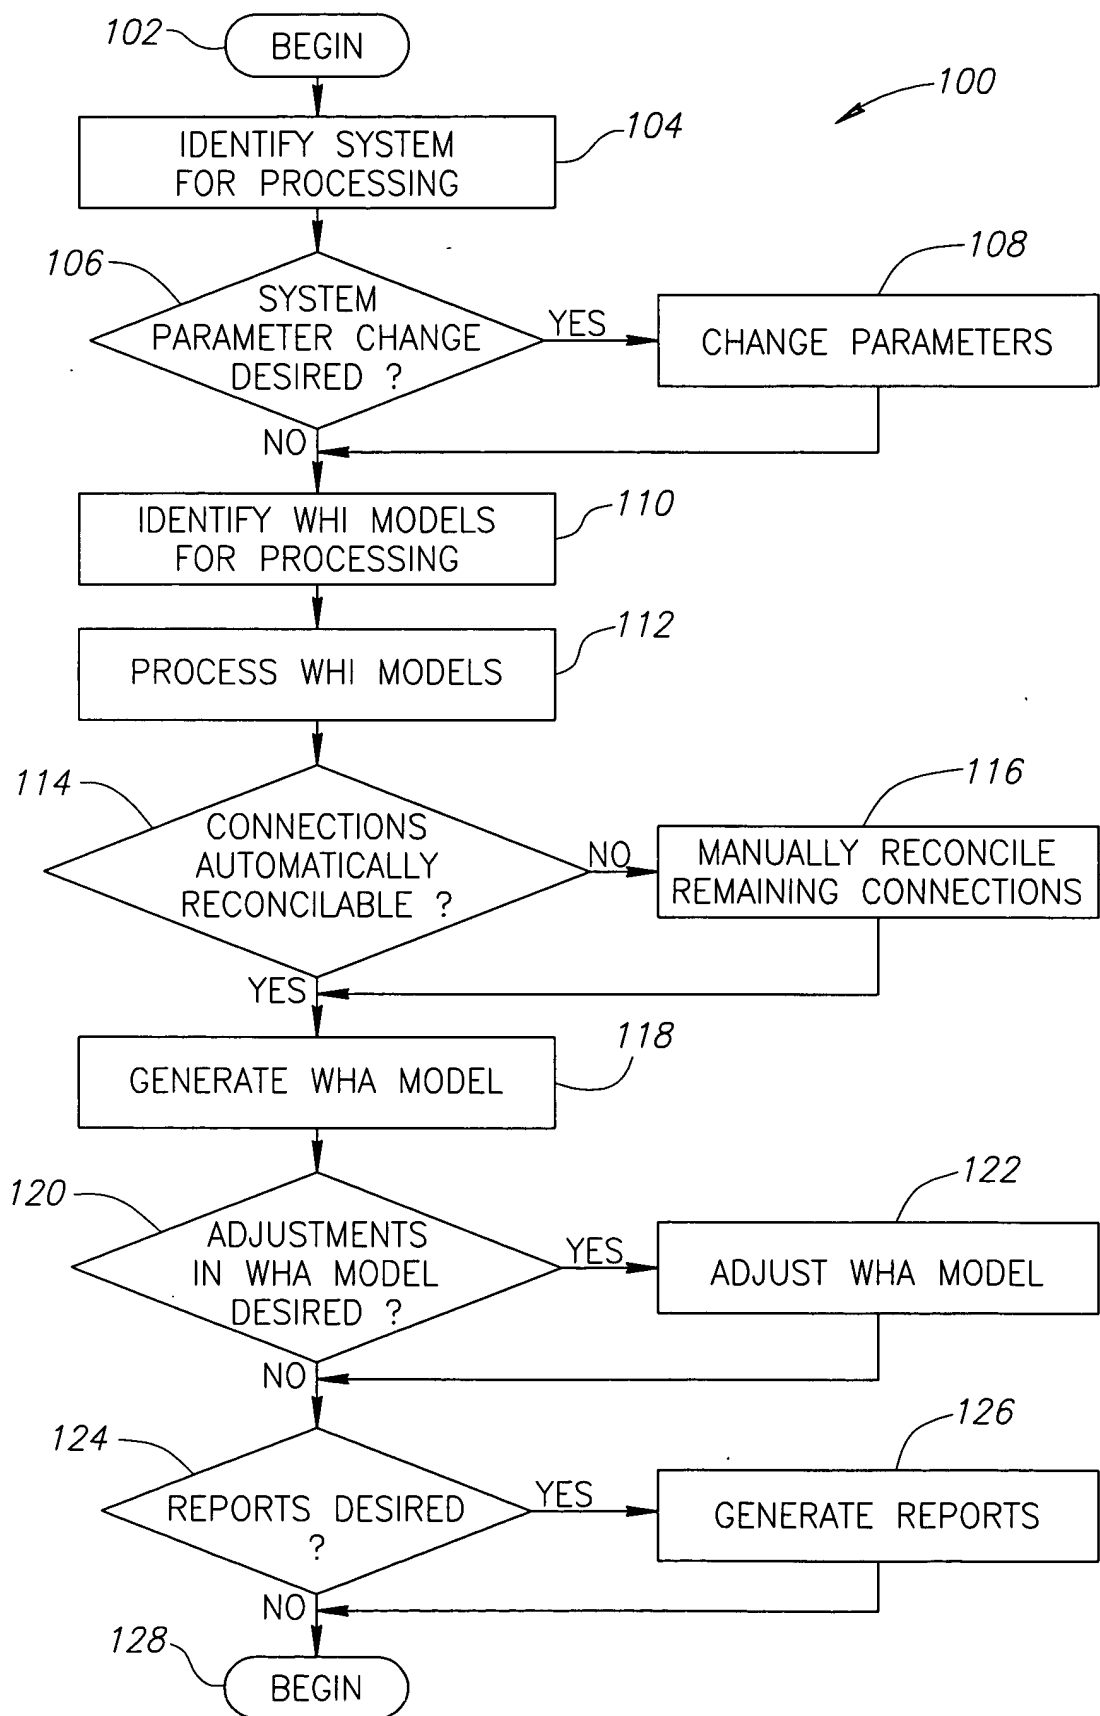 102
BEGIN
100
IDENTIFY SYSTEM
FOR PROCESSING
104
106
SYSTEM
PARAMETER CHANGE
DESIRED ?
YES
108
CHANGE PARAMETERS
NO
IDENTIFY WHI MODELS
FOR PROCESSING
110
PROCESS WHI MODELS
112
114
CONNECTIONS
AUTOMATICALLY
RECONCILABLE ?
NO
116
MANUALLY RECONCILE
REMAINING CONNECTIONS
YES
GENERATE WHA MODEL
118
120
ADJUSTMENTS
IN WHA MODEL
DESIRED ?
YES
122
ADJUST WHA MODEL
NO
124
REPORTS DESIRED
?
YES
126
GENERATE REPORTS
NO
128
BEGIN